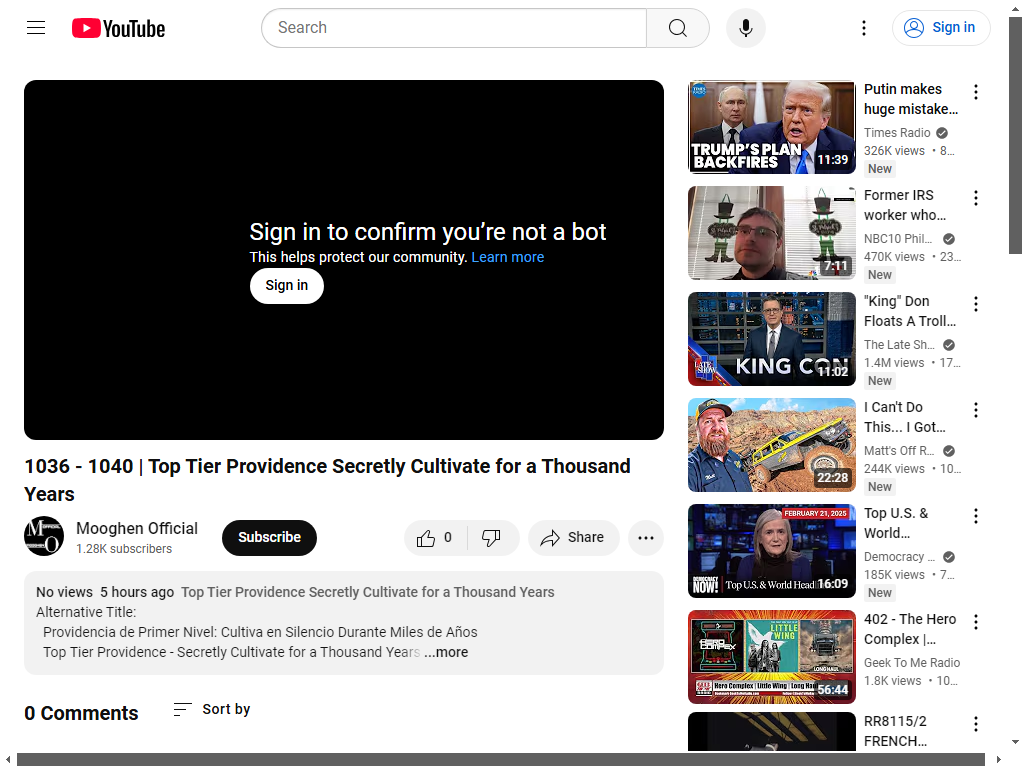 YouTube
Search
Sign in
Sign in to confirm you’re not a bot
This helps protect our community. Learn more
Sign in
1036 - 1040 | Top Tier Providence Secretly Cultivate for a Thousand
Years
Mooghen Official
1.28K subscribers
Subscribe
0
Share
No views 5 hours ago Top Tier Providence Secretly Cultivate for a Thousand Years
Alternative Title:
Providencia de Primer Nivel: Cultiva en Silencio Durante Miles de Años
Top Tier Providence - Secretly Cultivate for a Thousand Years ...more
0 Comments
Sort by
TIMES RADIO
TRUMP'S PLAN
BACKFIRES
11:39
Putin makes
huge mistake…
Times Radio
326K views • 8…
New
7:11
Former IRS
worker who…
NBC10 Phil…
470K views • 23…
New
LATE SHOW
KING CON
11:02
"King" Don
Floats A Troll…
The Late Sh…
1.4M views • 17…
New
22:28
I Can't Do
This... I Got…
Matt's Off R…
244K views • 10…
New
FEBRUARY 21, 2025
DEMOCRACY
NOW!
Top U.S. & World Head
16:09
Top U.S. &
World…
Democracy …
185K views • 7…
New
HERO
COMPLEX
LITTLE
WING
LONG HAUL
Hero Complex | Little Wing | Long Hau
56:44
402 - The Hero
Complex |…
Geek To Me Radio
1.8K views • 10…
RR8115/2
FRENCH…